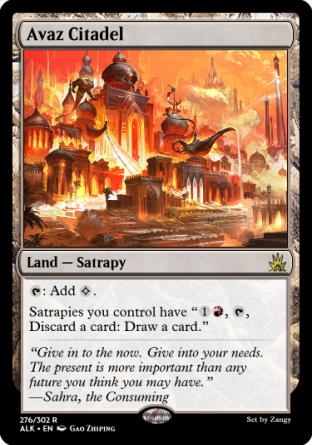 Avaz Citadel
Land — Satrapy
: Add .
Satrapies you control have “1, ,
Discard a card: Draw a card.”
“Give in to the now. Give into your needs.
The present is more important than any
future you think you may have.”
—Sahra, the Consuming
276/302 R
ALK • EN Gao Zhiping
Set by Zangy